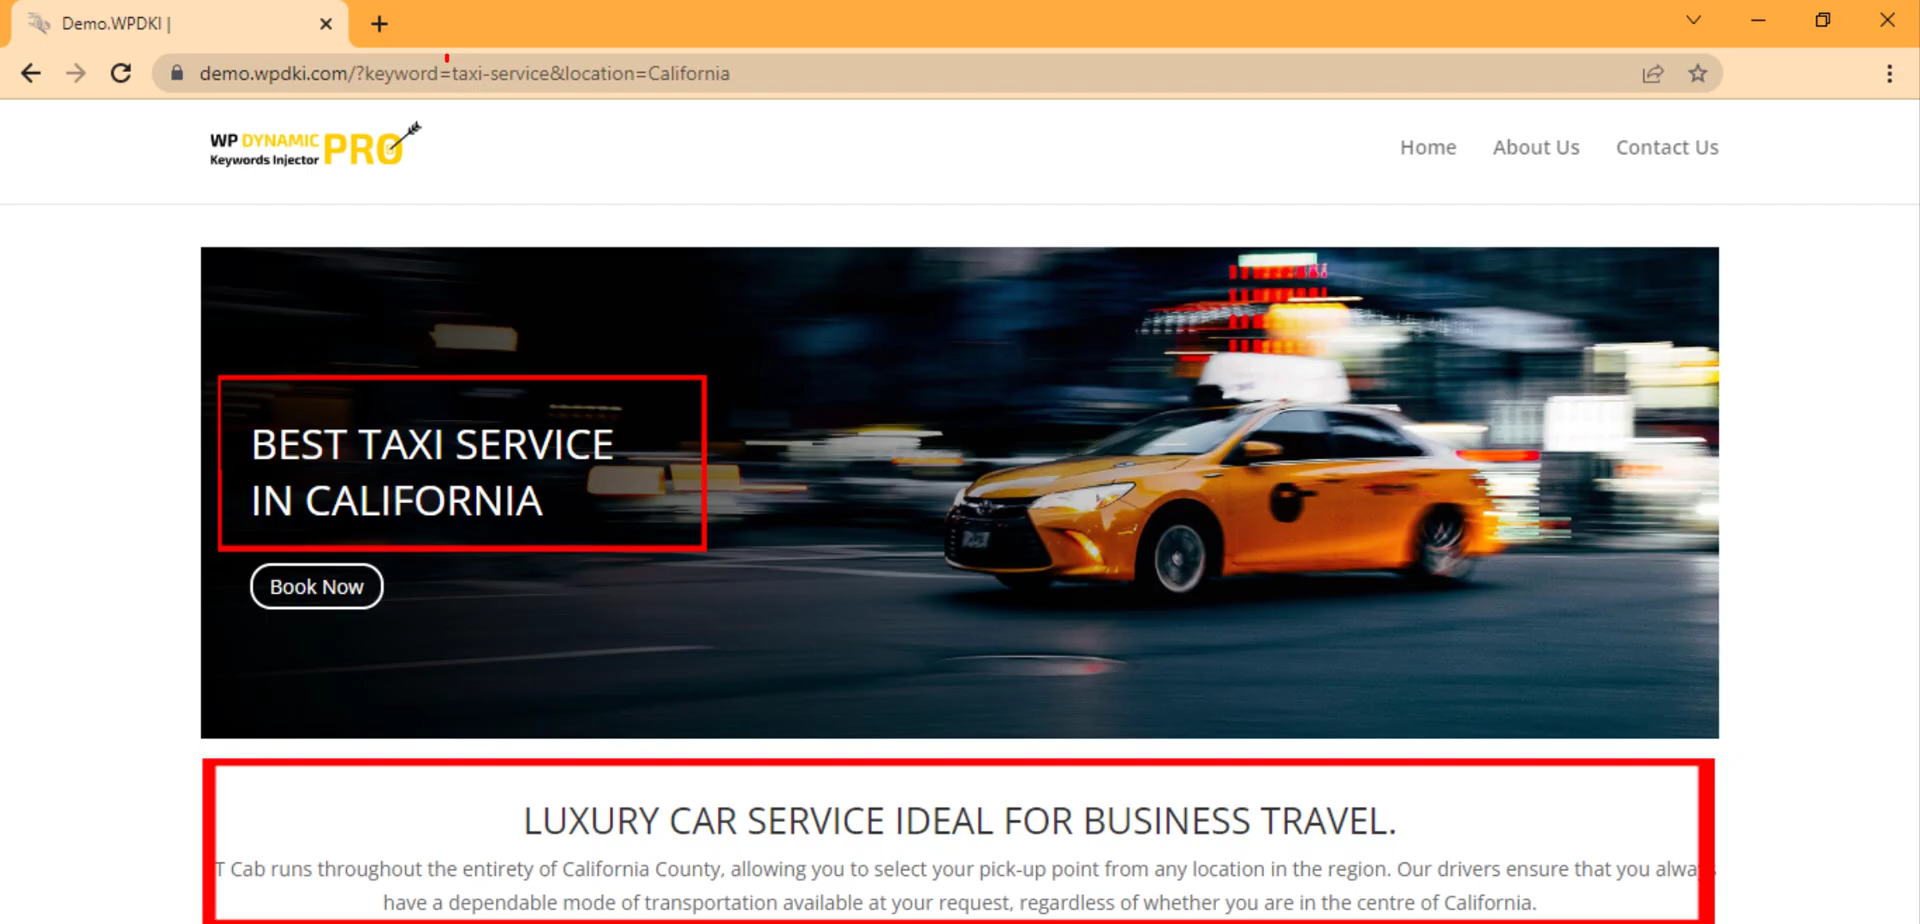 Demo.WPDKI |
demo.wpdki.com/?keyword=taxi-service&location=California
WP DYNAMIC
Keywords Injector PRO
Home About Us Contact Us
BEST TAXI SERVICE
IN CALIFORNIA
Book Now
LUXURY CAR SERVICE IDEAL FOR BUSINESS TRAVEL.
T Cab runs throughout the entirety of California County, allowing you to select your pick-up point from any location in the region. Our drivers ensure that you always
have a dependable mode of transportation available at your request, regardless of whether you are in the centre of California.